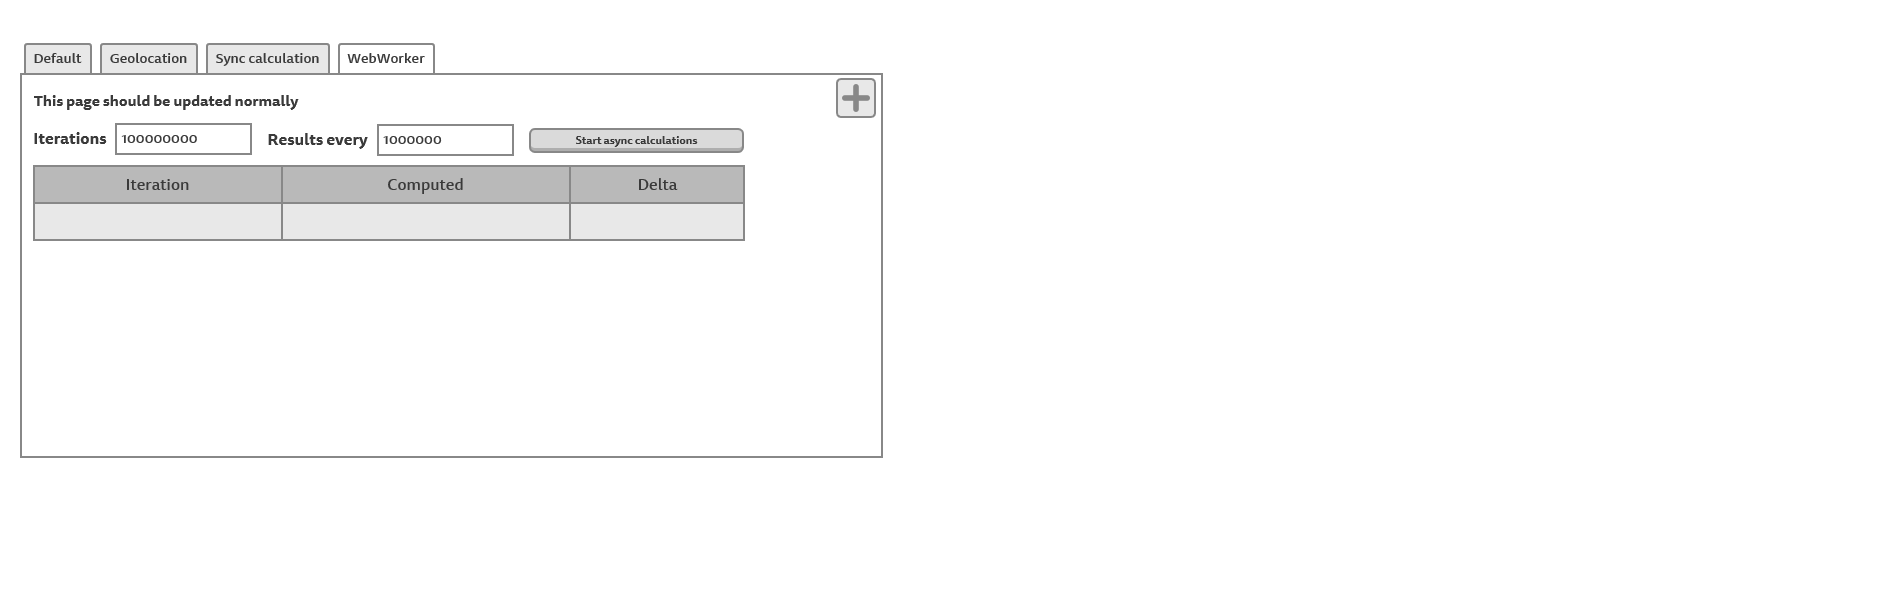 Default Geolocation Sync calculation WebWorker
This page should be updated normally
Iterations 100000000 Results every 1000000 Start async calculations
Iteration Computed Delta